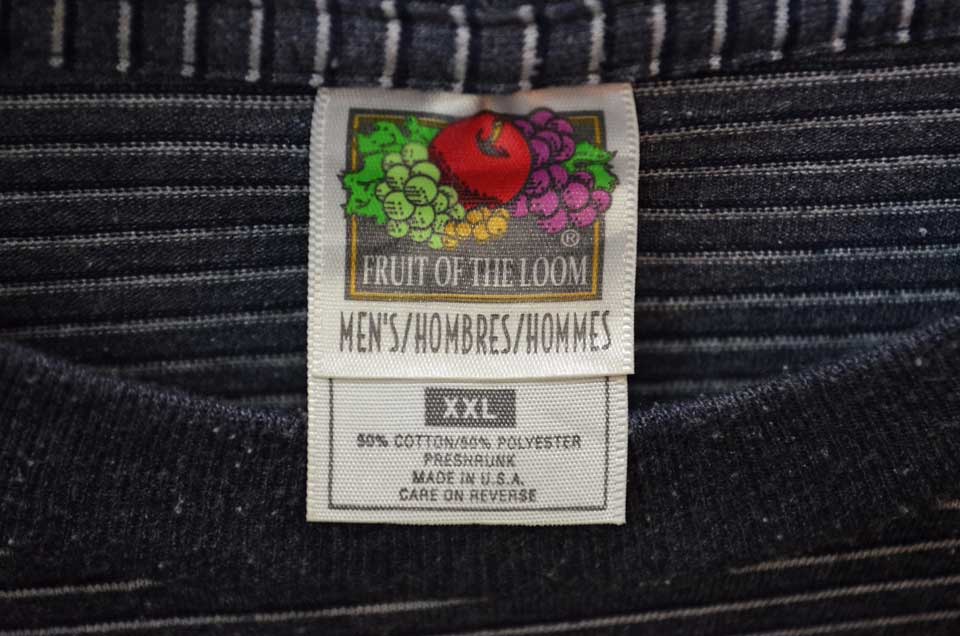 ®
FRUIT OF THE LOOM
MEN'S/HOMBRES/HOMMES
XXL
50% COTTON/50% POLYESTER
PRESHRUNK
MADE IN U.S.A.
CARE ON REVERSE